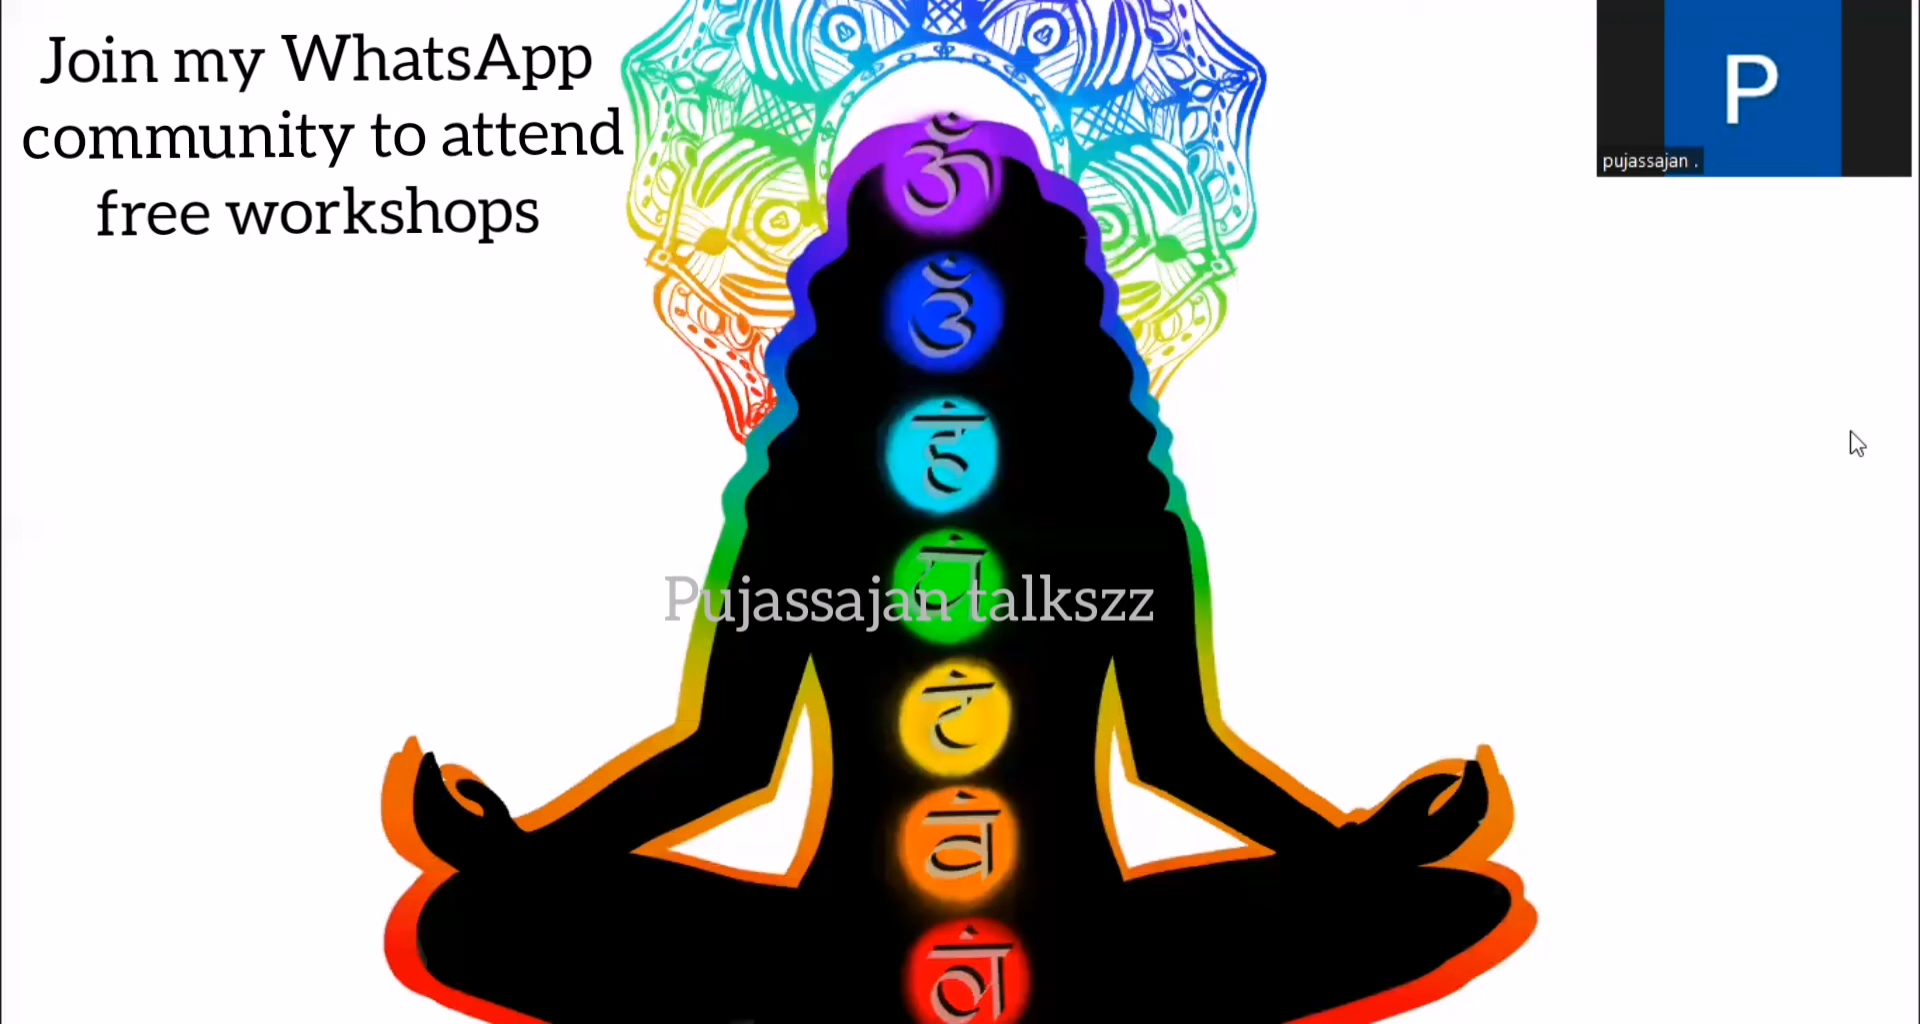 Join my WhatsApp
community to attend
free workshops
P
pujassajan .
ॐ
ॐ
हं
यं
Pujassajan talkszz
रं
वं
लं